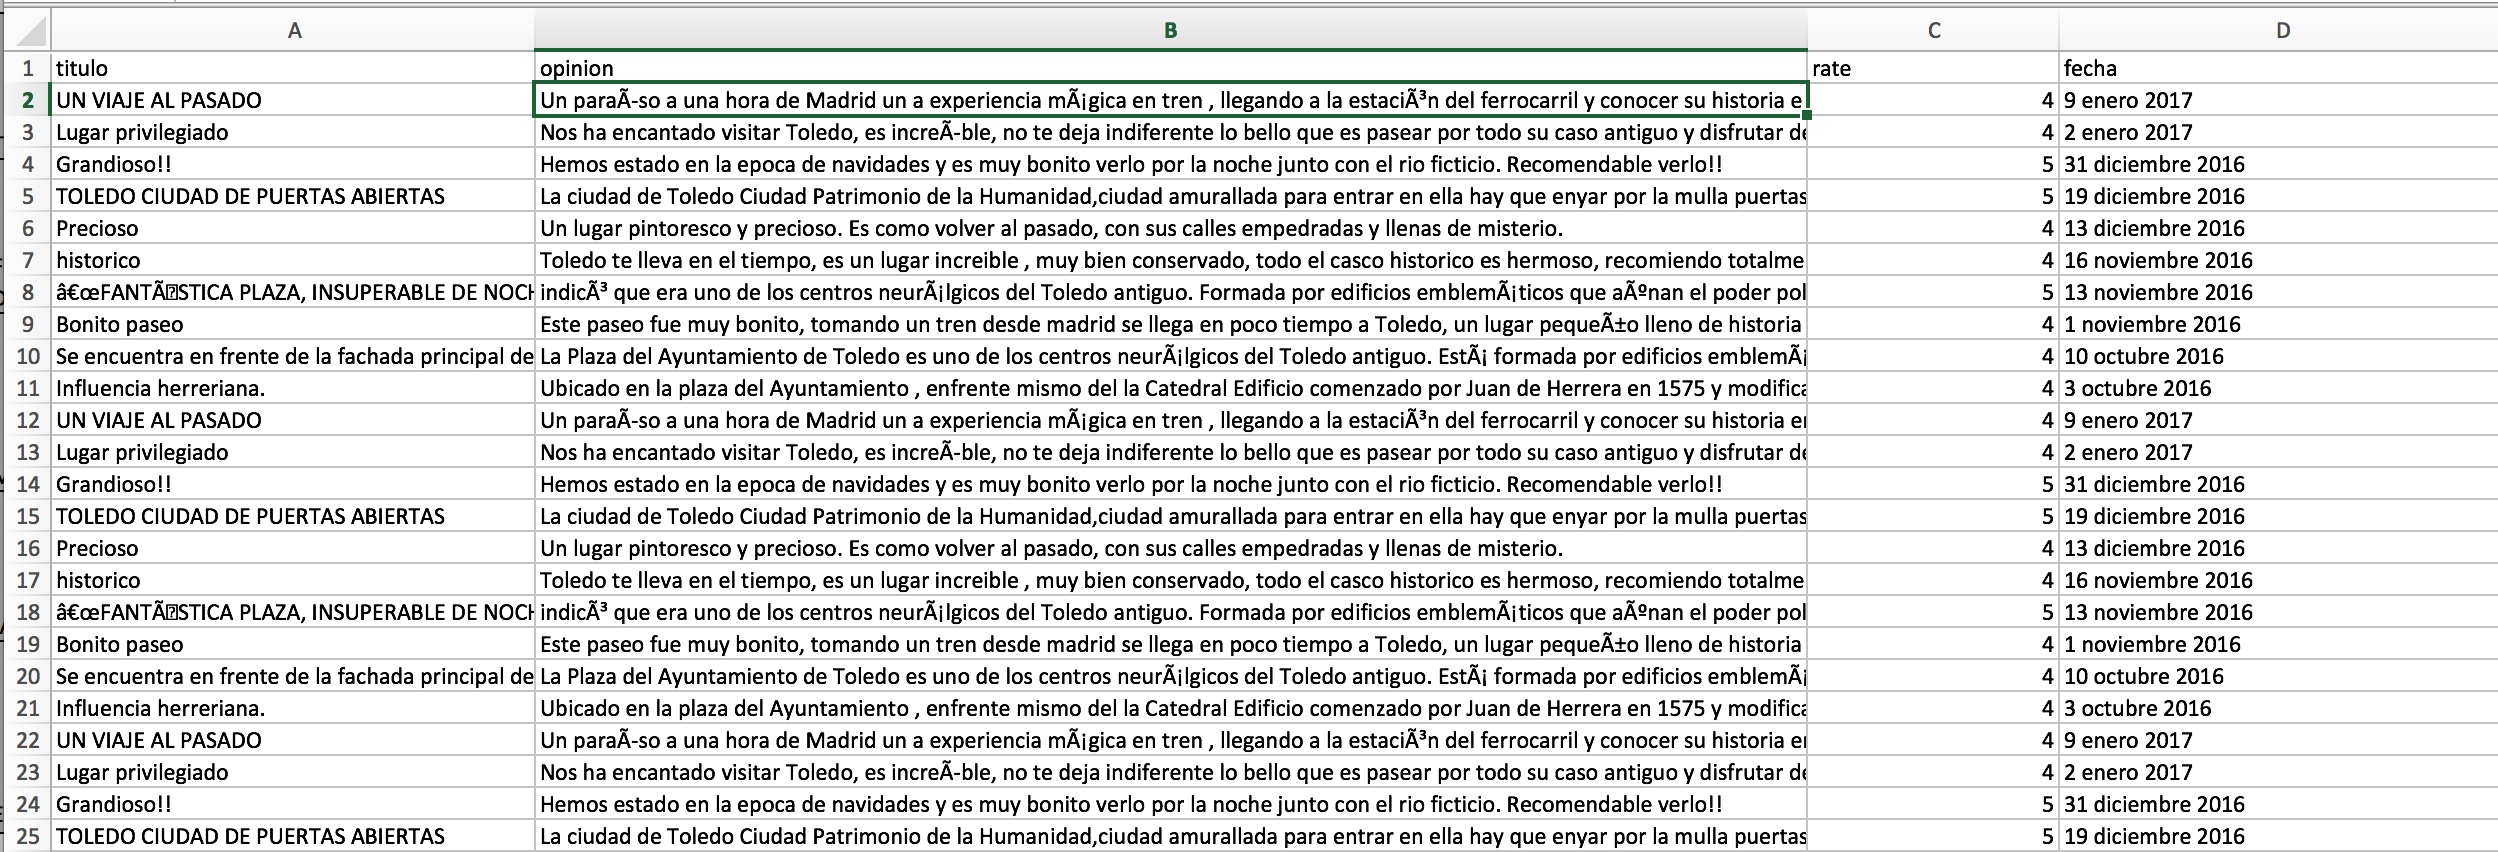 A B C D
1 titulo opinion rate fecha
2 UN VIAJE AL PASADO Un paraÃ-so a una hora de Madrid un a experiencia mÃ¡gica en tren , llegando a la estaciÃ³n del ferrocarril y conocer su historia e 4 9 enero 2017
3 Lugar privilegiado Nos ha encantado visitar Toledo, es increÃ-ble, no te deja indiferente lo bello que es pasear por todo su caso antiguo y disfrutar de 4 2 enero 2017
4 Grandioso!! Hemos estado en la epoca de navidades y es muy bonito verlo por la noche junto con el rio ficticio. Recomendable verlo!! 5 31 diciembre 2016
5 TOLEDO CIUDAD DE PUERTAS ABIERTAS La ciudad de Toledo Ciudad Patrimonio de la Humanidad,ciudad amurallada para entrar en ella hay que enyar por la mulla puertas 5 19 diciembre 2016
6 Precioso Un lugar pintoresco y precioso. Es como volver al pasado, con sus calles empedradas y llenas de misterio. 4 13 diciembre 2016
7 historico Toledo te lleva en el tiempo, es un lugar increible , muy bien conservado, todo el casco historico es hermoso, recomiendo totalme 4 16 noviembre 2016
8 â€œFANTÃ�STICA PLAZA, INSUPERABLE DE NOCH indicÃ³ que era uno de los centros neurÃ¡lgicos del Toledo antiguo. Formada por edificios emblemÃ¡ticos que aÃºnan el poder pol 5 13 noviembre 2016
9 Bonito paseo Este paseo fue muy bonito, tomando un tren desde madrid se llega en poco tiempo a Toledo, un lugar pequeÃ±o lleno de historia 4 1 noviembre 2016
10 Se encuentra en frente de la fachada principal de La Plaza del Ayuntamiento de Toledo es uno de los centros neurÃ¡lgicos del Toledo antiguo. EstÃ¡ formada por edificios emblemÃ¡ 4 10 octubre 2016
11 Influencia herreriana. Ubicado en la plaza del Ayuntamiento , enfrente mismo del la Catedral Edificio comenzado por Juan de Herrera en 1575 y modifica 4 3 octubre 2016
12 UN VIAJE AL PASADO Un paraÃ-so a una hora de Madrid un a experiencia mÃ¡gica en tren , llegando a la estaciÃ³n del ferrocarril y conocer su historia en 4 9 enero 2017
13 Lugar privilegiado Nos ha encantado visitar Toledo, es increÃ-ble, no te deja indiferente lo bello que es pasear por todo su caso antiguo y disfrutar de 4 2 enero 2017
14 Grandioso!! Hemos estado en la epoca de navidades y es muy bonito verlo por la noche junto con el rio ficticio. Recomendable verlo!! 5 31 diciembre 2016
15 TOLEDO CIUDAD DE PUERTAS ABIERTAS La ciudad de Toledo Ciudad Patrimonio de la Humanidad,ciudad amurallada para entrar en ella hay que enyar por la mulla puertas 5 19 diciembre 2016
16 Precioso Un lugar pintoresco y precioso. Es como volver al pasado, con sus calles empedradas y llenas de misterio. 4 13 diciembre 2016
17 historico Toledo te lleva en el tiempo, es un lugar increible , muy bien conservado, todo el casco historico es hermoso, recomiendo totalme 4 16 noviembre 2016
18 â€œFANTÃ�STICA PLAZA, INSUPERABLE DE NOCH indicÃ³ que era uno de los centros neurÃ¡lgicos del Toledo antiguo. Formada por edificios emblemÃ¡ticos que aÃºnan el poder pol 5 13 noviembre 2016
19 Bonito paseo Este paseo fue muy bonito, tomando un tren desde madrid se llega en poco tiempo a Toledo, un lugar pequeÃ±o lleno de historia 4 1 noviembre 2016
20 Se encuentra en frente de la fachada principal de La Plaza del Ayuntamiento de Toledo es uno de los centros neurÃ¡lgicos del Toledo antiguo. EstÃ¡ formada por edificios emblemÃ¡ 4 10 octubre 2016
21 Influencia herreriana. Ubicado en la plaza del Ayuntamiento , enfrente mismo del la Catedral Edificio comenzado por Juan de Herrera en 1575 y modifica 4 3 octubre 2016
22 UN VIAJE AL PASADO Un paraÃ-so a una hora de Madrid un a experiencia mÃ¡gica en tren , llegando a la estaciÃ³n del ferrocarril y conocer su historia en 4 9 enero 2017
23 Lugar privilegiado Nos ha encantado visitar Toledo, es increÃ-ble, no te deja indiferente lo bello que es pasear por todo su caso antiguo y disfrutar de 4 2 enero 2017
24 Grandioso!! Hemos estado en la epoca de navidades y es muy bonito verlo por la noche junto con el rio ficticio. Recomendable verlo!! 5 31 diciembre 2016
25 TOLEDO CIUDAD DE PUERTAS ABIERTAS La ciudad de Toledo Ciudad Patrimonio de la Humanidad,ciudad amurallada para entrar en ella hay que enyar por la mulla puertas 5 19 diciembre 2016